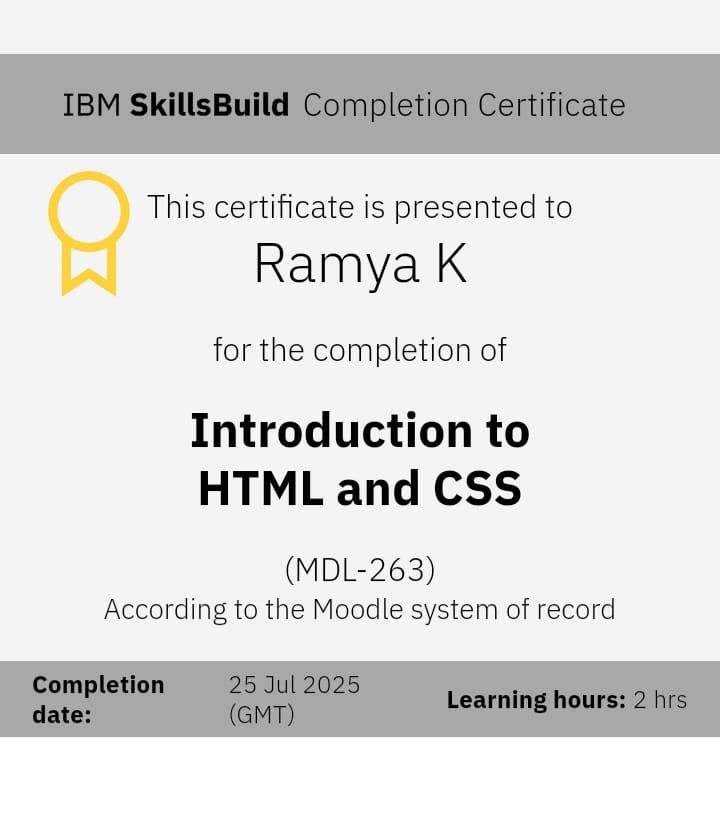 IBM SkillsBuild Completion Certificate
This certificate is presented to
Ramya K
for the completion of
Introduction to
HTML and CSS
(MDL-263)
According to the Moodle system of record
Completion date:
25 Jul 2025 (GMT)
Learning hours: 2 hrs